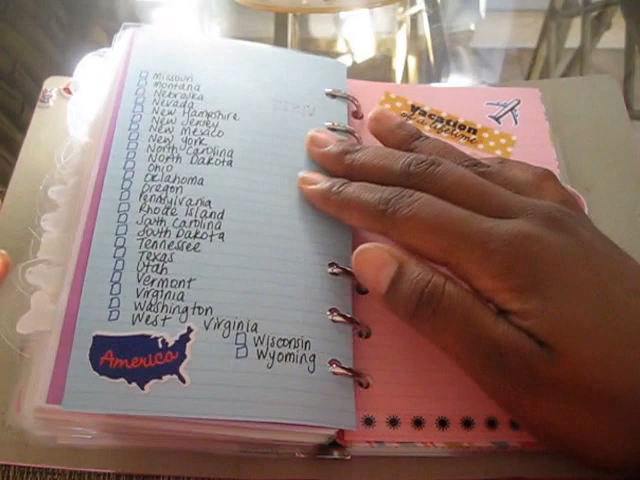 Missouri
Montana
Nebraska
Nevada
New Hampshire
New Jersey
New Mexico
New York
North Carolina
North Dakota
Ohio
Oklahoma
Oregon
Pennsylvania
Rhode Island
South Carolina
South Dakota
Tennessee
Texas
Utah
Vermont
Virginia
Washington
West Virginia
Wisconsin
Wyoming
America
Vacation
of a lifetime